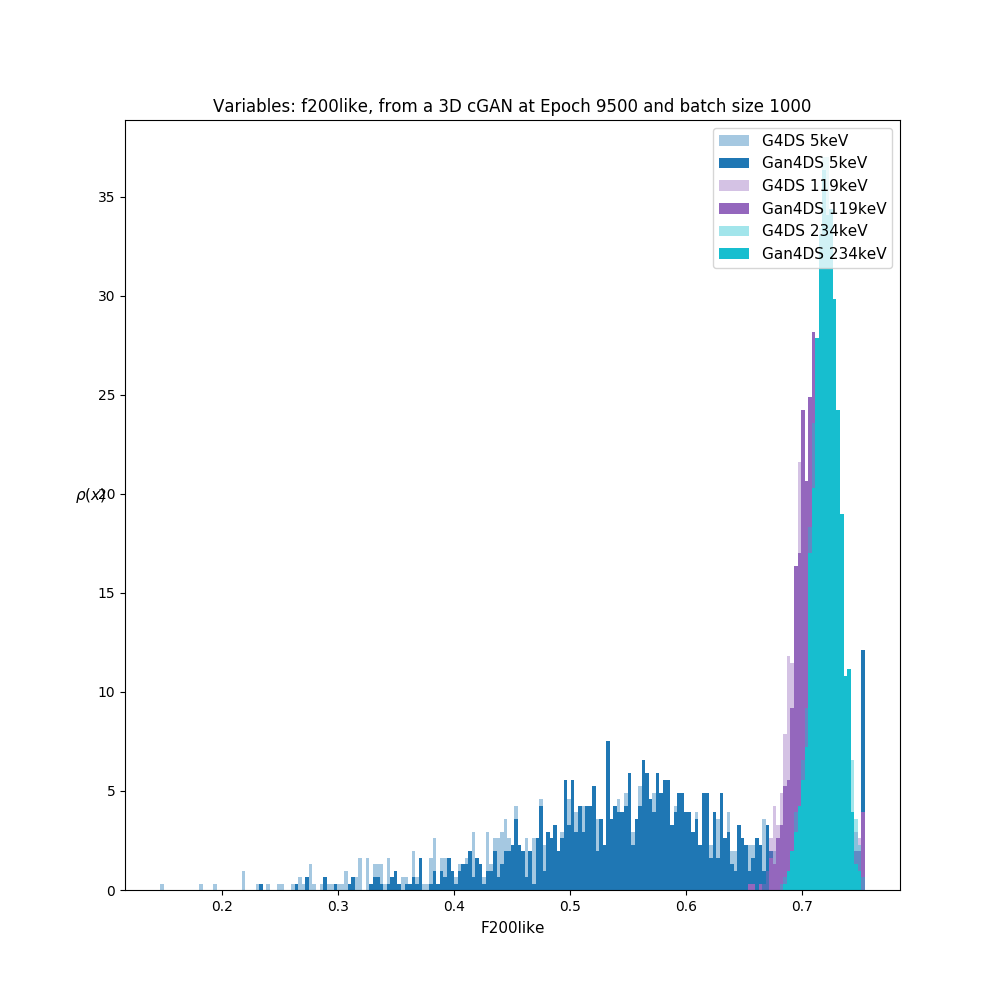 Variables: f200like, from a 3D cGAN at Epoch 9500 and batch size 1000
G4DS 5keV
Gan4DS 5keV
G4DS 119keV
Gan4DS 119keV
G4DS 234keV
Gan4DS 234keV
35
30
25
20
ρ(x)
15
10
5
0
0.2 0.3 0.4 0.5 0.6 0.7
F200like